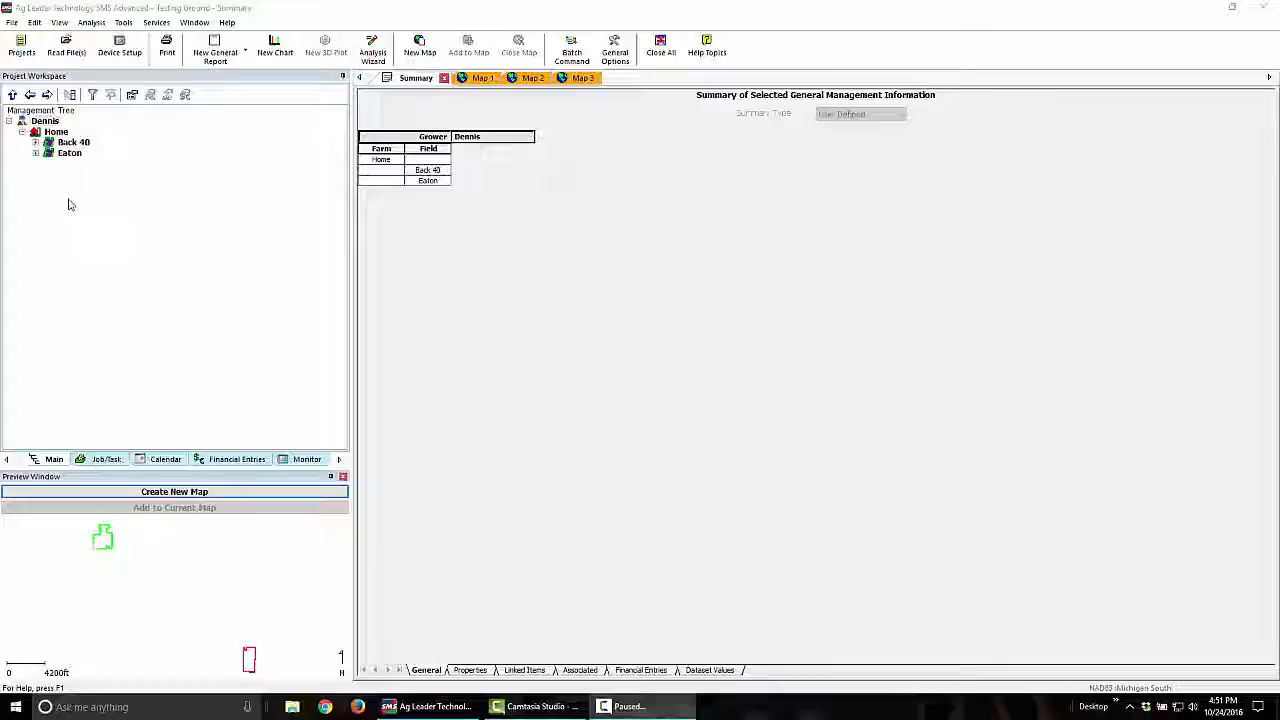 Ag Leader Technology SMS Advanced - Testing Ground - Summary
File Edit View Analysis Tools Services Window Help
Projects Read File(s) Device Setup Print New General Report New Chart New 3D Plot Analysis Wizard New Map Add to Map Close Map Batch Command General Options Close All Help Topics
Project Workspace
Summary Map 1 Map 2 Map 3
Management Tree
Dennis
Home
Back 40
Eaton
Summary of Selected General Management Information
Summary Type User Defined
Grower Dennis
Farm Field
Home
Back 40
Eaton
Main Job/Task Calendar Financial Entries Monitor
Preview Window
Create New Map
Add to Current Map
0 4200ft N
General Properties Linked Items Associated Financial Entries Dataset Values
For Help, press F1
NAD83:Michigan South
Ask me anything
SMS Ag Leader Technol... Camtasia Studio - ... Paused...
Desktop 4:51 PM
10/24/2016